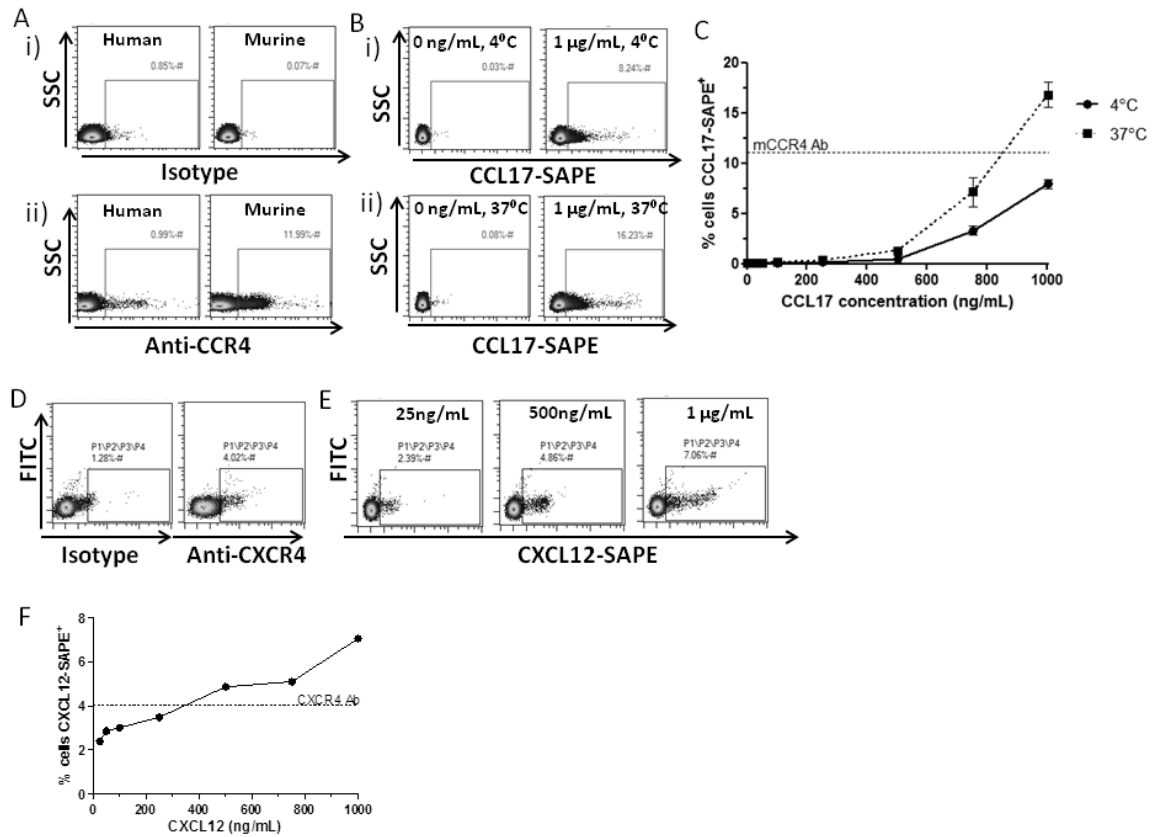 A
i)
Human
0.85%-#
Murine
0.07%-#
SSC
Isotype
ii)
Human
0.99%-#
Murine
11.99%-#
SSC
Anti-CCR4
B
i)
0 ng/mL, 4⁰C
0.03%-#
1 µg/mL, 4⁰C
8.24%-#
SSC
CCL17-SAPE
ii)
0 ng/mL, 37⁰C
0.08%-#
1 µg/mL, 37⁰C
16.23%-#
SSC
CCL17-SAPE
C
% cells CCL17-SAPE⁺
20
15
10
5
0
mCCR4 Ab
0 200 400 600 800 1000
CCL17 concentration (ng/mL)
4°C
37°C
D
FITC
P1\P2\P3\P4
1.28%-#
P1\P2\P3\P4
4.02%-#
Isotype
Anti-CXCR4
E
25ng/mL
P1\P2\P3\P4
2.39%-#
500ng/mL
P1\P2\P3\P4
4.86%-#
1 µg/mL
P1\P2\P3\P4
7.06%-#
CXCL12-SAPE
F
% cells CXCL12-SAPE⁺
8
6
4
2
0
CXCR4 Ab
0 200 400 600 800 1000
CXCL12 (ng/mL)